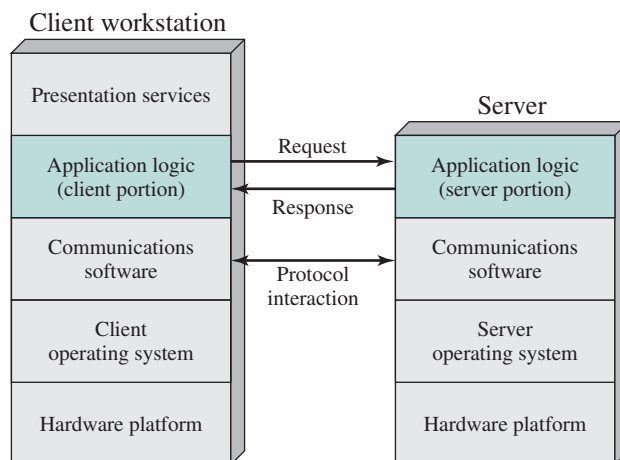 Client workstation
Presentation services
Application logic
(client portion)
Communications
software
Client
operating system
Hardware platform
Request
Response
Protocol
interaction
Server
Application logic
(server portion)
Communications
software
Server
operating system
Hardware platform